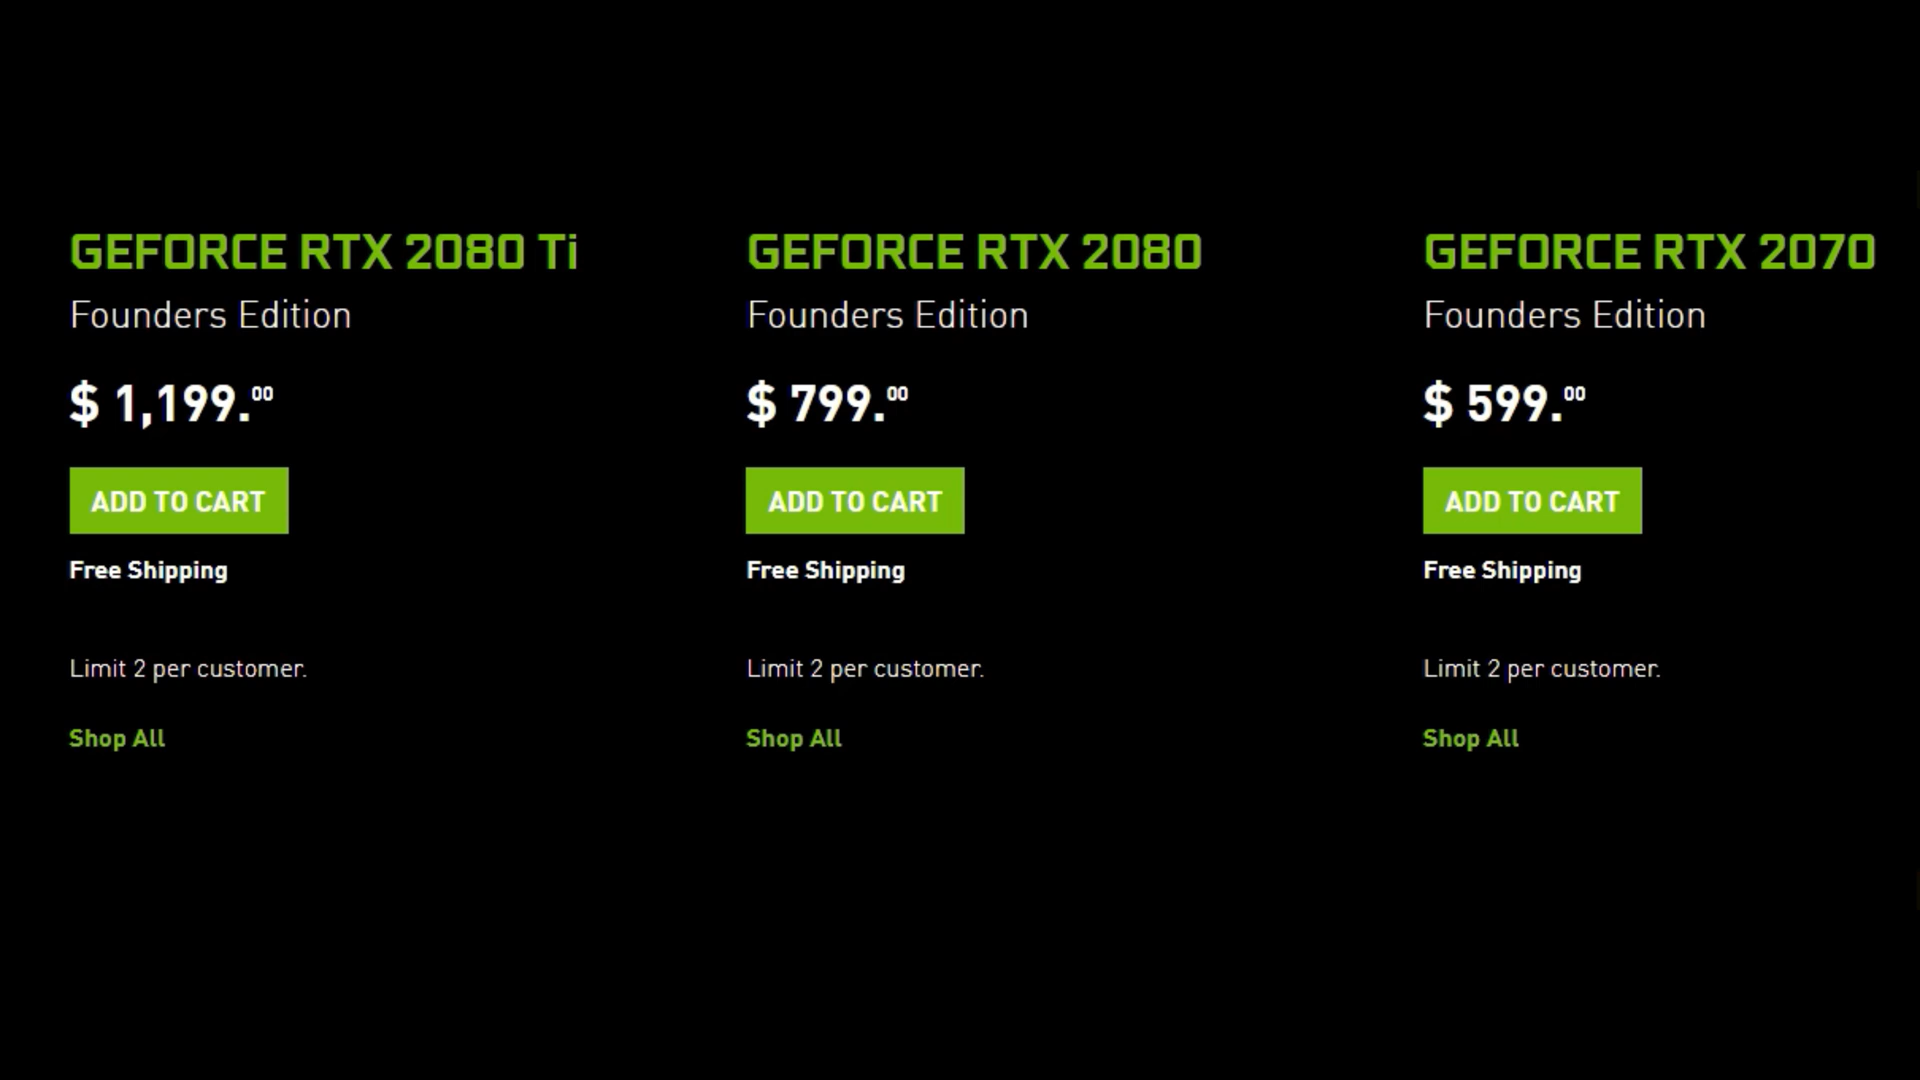 GEFORCE RTX 2080 Ti
Founders Edition
$ 1,199.00
ADD TO CART
Free Shipping
Limit 2 per customer.
Shop All
GEFORCE RTX 2080
Founders Edition
$ 799.00
ADD TO CART
Free Shipping
Limit 2 per customer.
Shop All
GEFORCE RTX 2070
Founders Edition
$ 599.00
ADD TO CART
Free Shipping
Limit 2 per customer.
Shop All